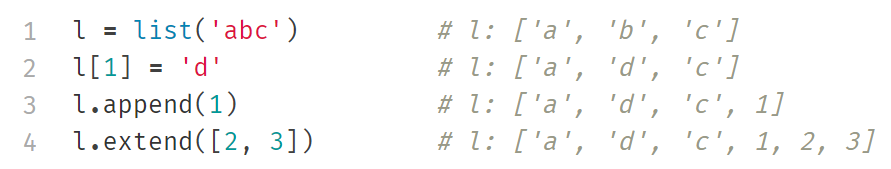 1 l = list('abc') # l: ['a', 'b', 'c']
2 l[1] = 'd' # l: ['a', 'd', 'c']
3 l.append(1) # l: ['a', 'd', 'c', 1]
4 l.extend([2, 3]) # l: ['a', 'd', 'c', 1, 2, 3]